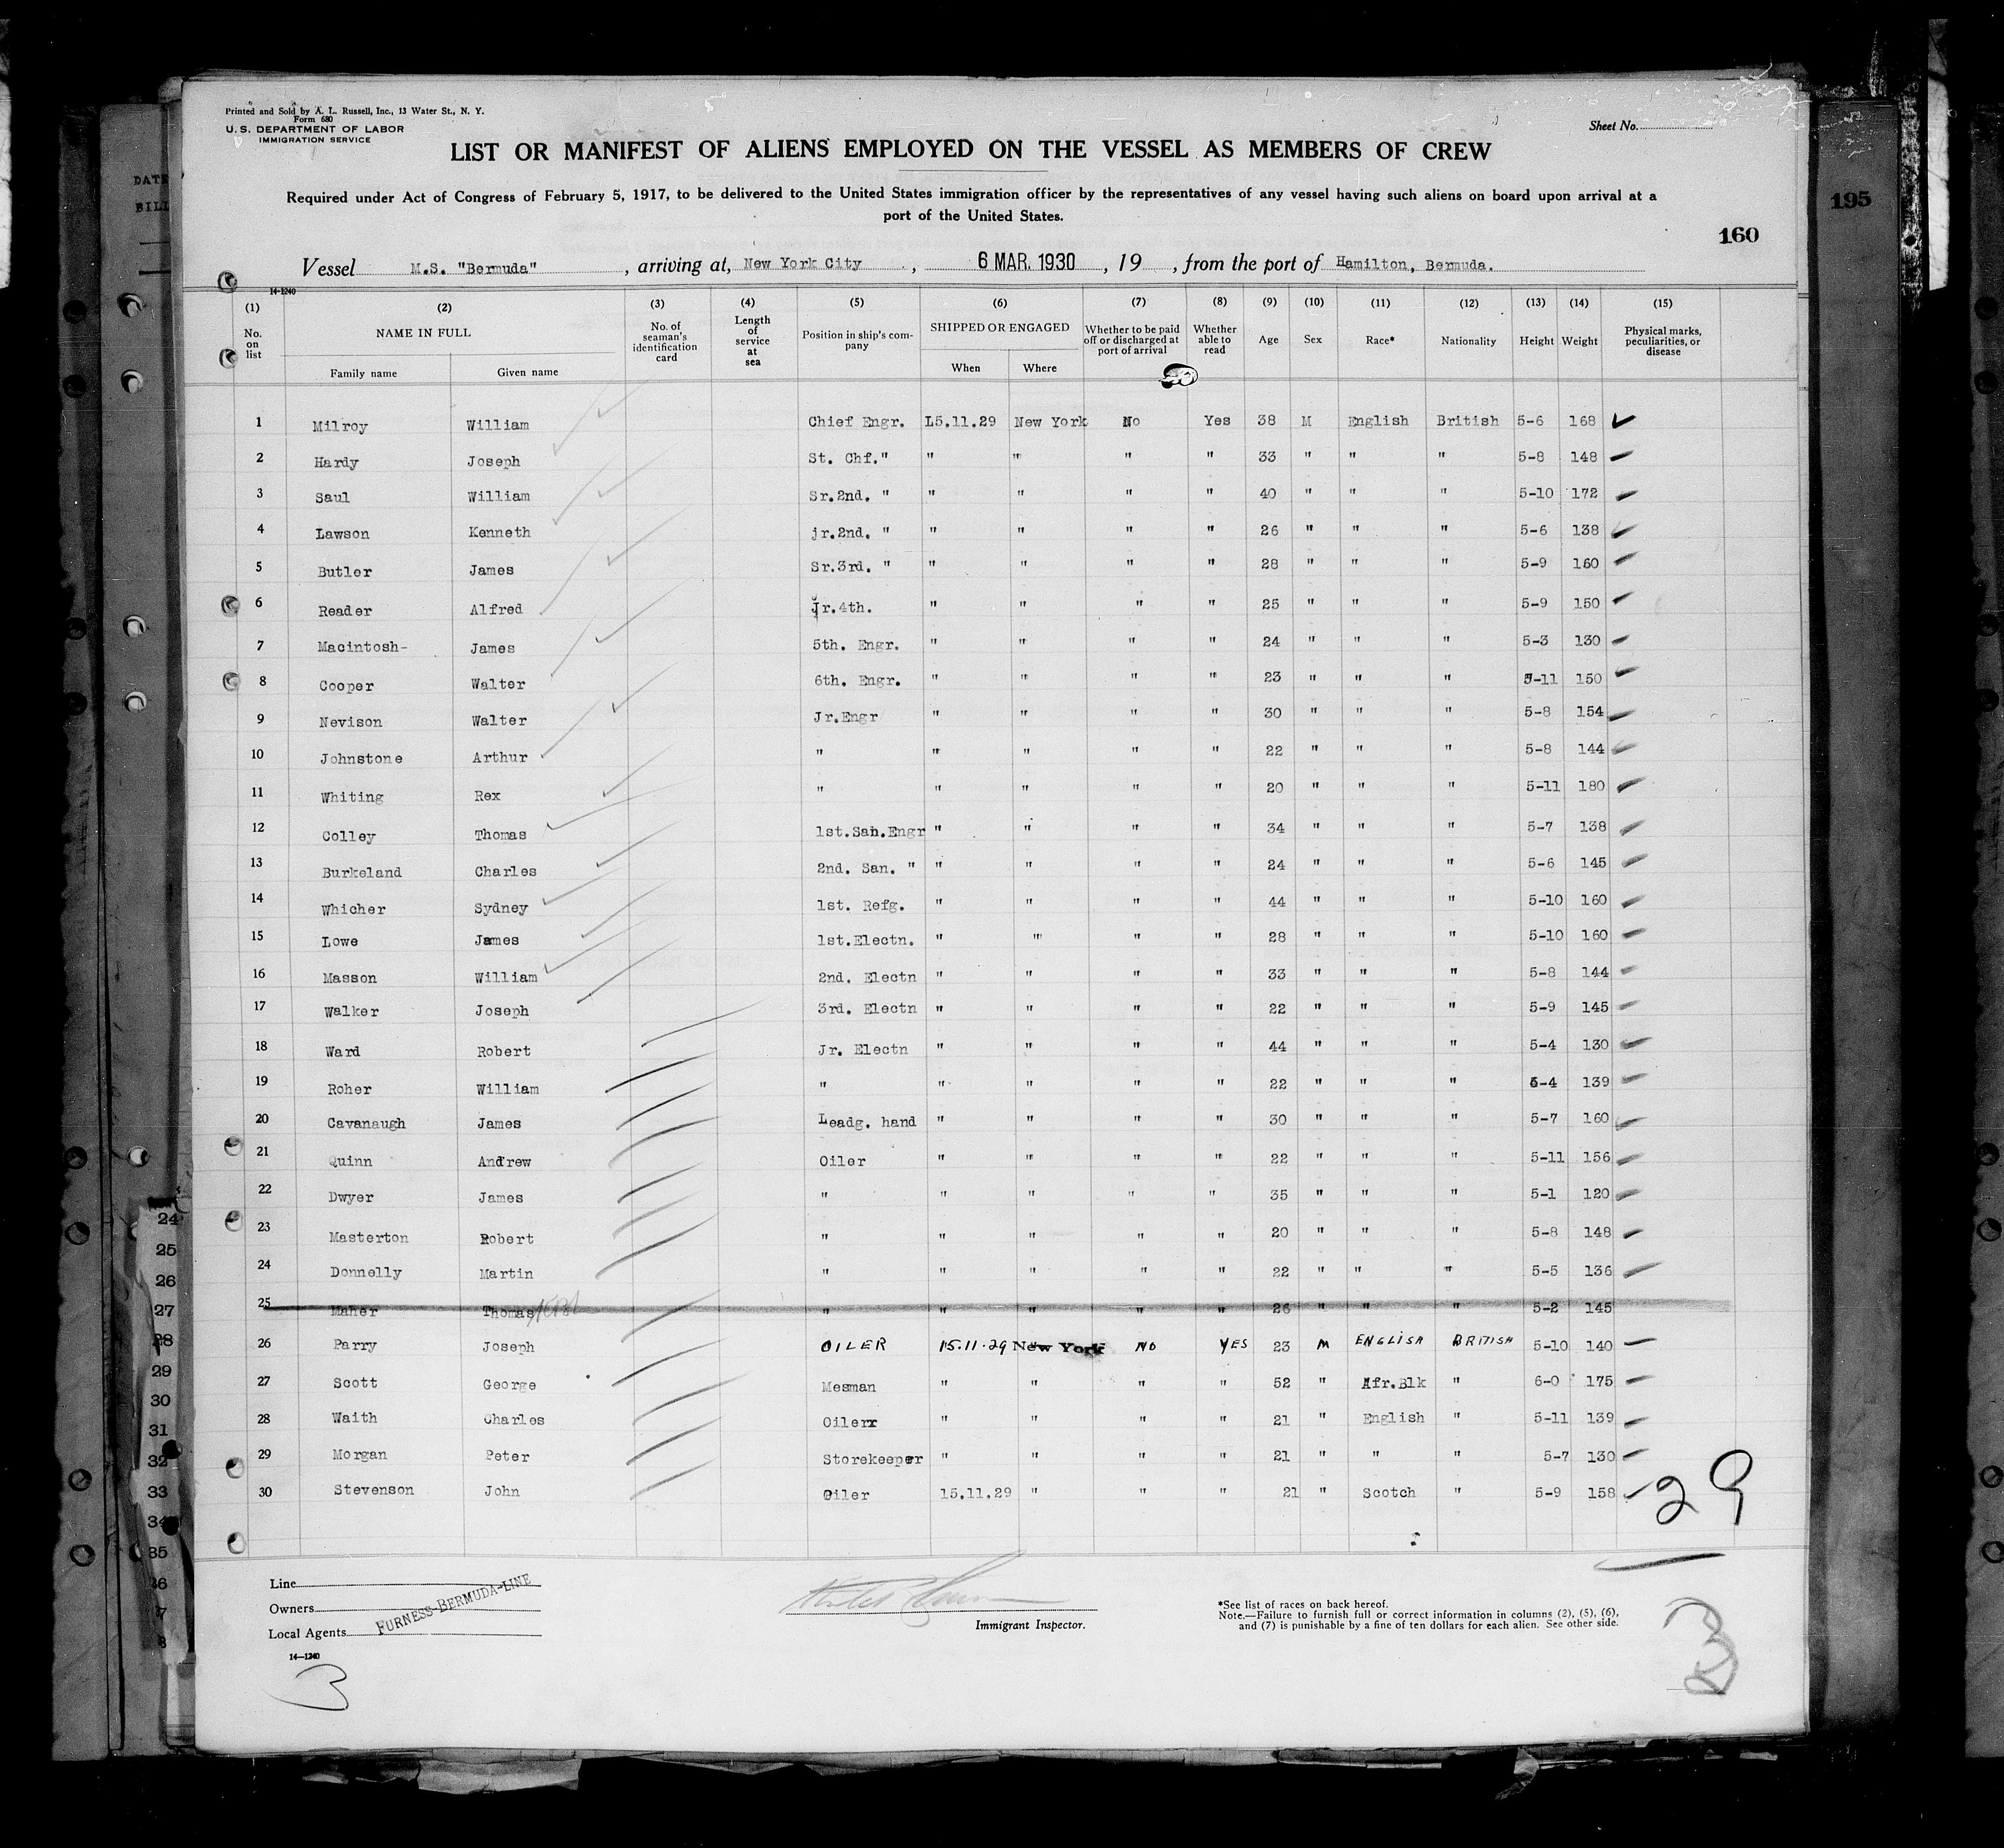 Printed and Sold by A. L. Russell, Inc., 13 Water St., N. Y.
Form 680
U. S. DEPARTMENT OF LABOR
IMMIGRATION SERVICE
Sheet No.
LIST OR MANIFEST OF ALIENS EMPLOYED ON THE VESSEL AS MEMBERS OF CREW
Required under Act of Congress of February 5, 1917, to be delivered to the United States immigration officer by the representatives of any vessel having such aliens on board upon arrival at a
port of the United States.
DATE
BILL
195
160
Vessel M.S. "Bermuda" , arriving at, New York City , 6 MAR. 1930 , 19 , from the port of Hamilton, Bermuda.
14-1240
(1) (2) (3) (4) (5) (6) (7) (8) (9) (10) (11) (12) (13) (14) (15)
No. on list NAME IN FULL Family name Given name No. of seaman's identification card Length of service at sea Position in ship's company SHIPPED OR ENGAGED When Where Whether to be paid off or discharged at port of arrival Whether able to read Age Sex Race* Nationality Height Weight Physical marks, peculiarities, or disease
1 Milroy William Chief Engr. L5.11.29 New York No Yes 38 M English British 5-6 168
2 Hardy Joseph St. Chf." " " " " 33 " " " 5-8 148
3 Saul William Sr.2nd. " " " " " 40 " " " 5-10 172
4 Lawson Kenneth jr.2nd. " " " " " 26 " " " 5-6 138
5 Butler James Sr.3rd. " " " " " 28 " " " 5-9 160
6 Reader Alfred Jr.4th. " " " " 25 " " " 5-9 150
7 Macintosh- James 5th. Engr. " " " " 24 " " " 5-3 130
8 Cooper Walter 6th. Engr. " " " " 23 " " " 5-11 150
9 Nevison Walter Jr.Engr " " " " 30 " " " 5-8 154
10 Johnstone Arthur " " " " " 22 " " " 5-8 144
11 Whiting Rex " " " " " 20 " " " 5-11 180
12 Colley Thomas 1st.San.Engr " " " " 34 " " " 5-7 138
13 Burkeland Charles 2nd. San. " " " " " 24 " " " 5-6 145
14 Whicher Sydney 1st. Refg. " " " " 44 " " " 5-10 160
15 Lowe James 1st.Electn. " " " " 28 " " " 5-10 160
16 Masson William 2nd. Electn " " " " 33 " " " 5-8 144
17 Walker Joseph 3rd. Electn " " " " 22 " " " 5-9 145
18 Ward Robert Jr. Electn " " " " 44 " " " 5-4 130
19 Roher William " " " " " 22 " " " 5-4 139
20 Cavanaugh James Leadg. hand " " " " 30 " " " 5-7 160
21 Quinn Andrew Oiler " " " " 22 " " " 5-11 156
22 Dwyer James " " " " " 35 " " " 5-1 120
23 Masterton Robert " " " " " 20 " " " 5-8 148
24 Donnelly Martin " " " " " 22 " " " 5-5 136
25 Maher Thomas " " " " " 26 " " " 5-2 145
26 Parry Joseph OILER 15.11.29 New York NO YES 23 M ENGLISH BRITISH 5-10 140
27 Scott George Mesman " " " " 52 " Afr.Blk " 6-0 175
28 Waith Charles Oilerr " " " " 21 " English " 5-11 139
29 Morgan Peter Storekeeper " " " " 21 " " " 5-7 130
30 Stevenson John Oiler 15.11.29 " " " 21 " Scotch " 5-9 158
29
24
25
26
27
28
29
30
31
32
33
34
35
36
7
8
Line
Owners
Local Agents
FURNESS-BERMUDA-LINE
14-1240
3
Immigrant Inspector.
*See list of races on back hereof.
Note.—Failure to furnish full or correct information in columns (2), (5), (6),
and (7) is punishable by a fine of ten dollars for each alien. See other side.